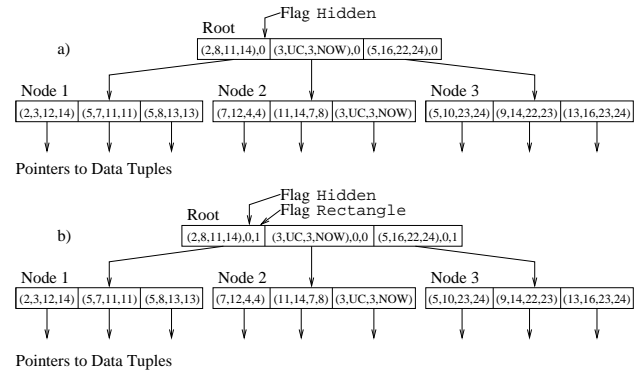 Flag Hidden
Root
a)
(2,8,11,14),0 (3,UC,3,NOW),0 (5,16,22,24),0
Node 1 Node 2 Node 3
(2,3,12,14) (5,7,11,11) (5,8,13,13) (7,12,4,4) (11,14,7,8) (3,UC,3,NOW) (5,10,23,24) (9,14,22,23) (13,16,23,24)
Pointers to Data Tuples
Flag Hidden
Flag Rectangle
Root
b)
(2,8,11,14),0,1 (3,UC,3,NOW),0,0 (5,16,22,24),0,1
Node 1 Node 2 Node 3
(2,3,12,14) (5,7,11,11) (5,8,13,13) (7,12,4,4) (11,14,7,8) (3,UC,3,NOW) (5,10,23,24) (9,14,22,23) (13,16,23,24)
Pointers to Data Tuples